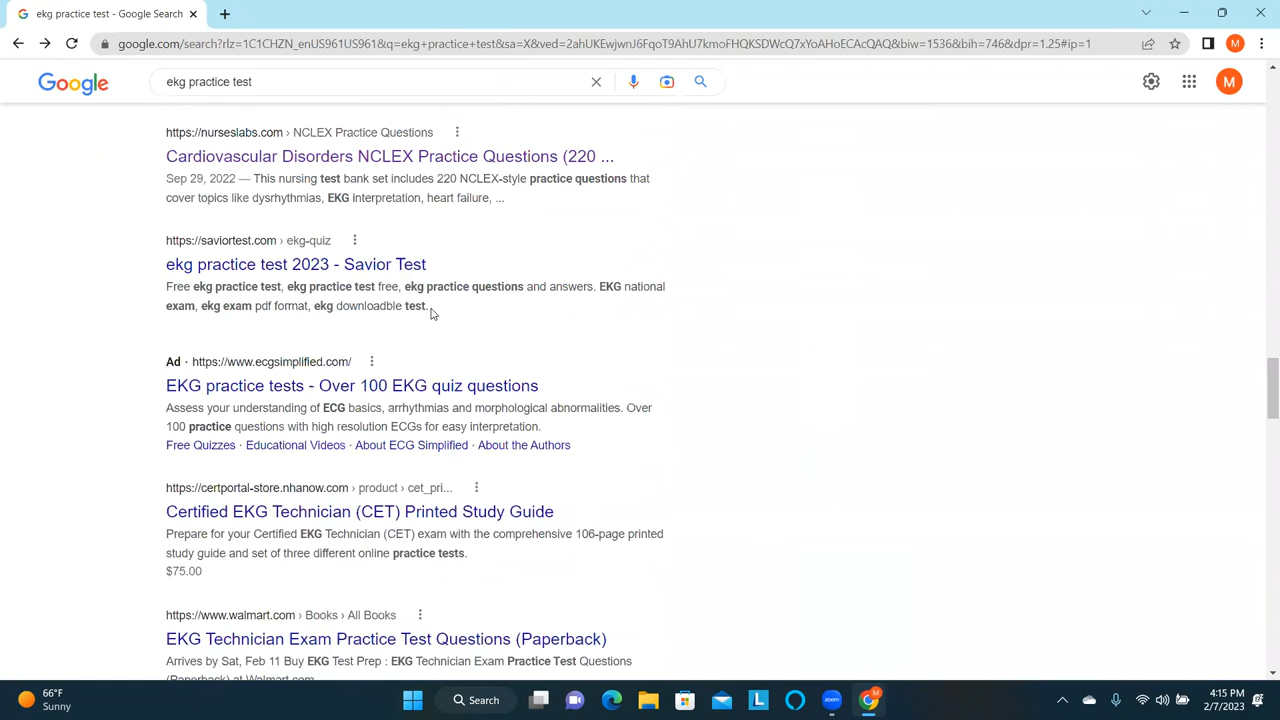 ekg practice test - Google Search
google.com/search?rlz=1C1CHZN_enUS961US961&q=ekg+practice+test&sa=X&ved=2ahUKEwjwnJ6FqoT9AhU7kmoFHQKSDWcQ7xYoAHoECAcQAQ&biw=1536&bih=746&dpr=1.25#ip=1
M
Google
ekg practice test
M
https://nurseslabs.com › NCLEX Practice Questions
Cardiovascular Disorders NCLEX Practice Questions (220 ...
Sep 29, 2022 — This nursing test bank set includes 220 NCLEX-style practice questions that
cover topics like dysrhythmias, EKG interpretation, heart failure, ...
https://saviortest.com › ekg-quiz
ekg practice test 2023 - Savior Test
Free ekg practice test, ekg practice test free, ekg practice questions and answers. EKG national
exam, ekg exam pdf format, ekg downloadble test.
Ad · https://www.ecgsimplified.com/
EKG practice tests - Over 100 EKG quiz questions
Assess your understanding of ECG basics, arrhythmias and morphological abnormalities. Over
100 practice questions with high resolution ECGs for easy interpretation.
Free Quizzes · Educational Videos · About ECG Simplified · About the Authors
https://certportal-store.nhanow.com › product › cet_pri...
Certified EKG Technician (CET) Printed Study Guide
Prepare for your Certified EKG Technician (CET) exam with the comprehensive 106-page printed
study guide and set of three different online practice tests.
$75.00
https://www.walmart.com › Books › All Books
EKG Technician Exam Practice Test Questions (Paperback)
Arrives by Sat, Feb 11 Buy EKG Test Prep : EKG Technician Exam Practice Test Questions
(Paperback) at Walmart.com
66°F
Sunny
Search
L
zoom
M
4:15 PM
2/7/2023